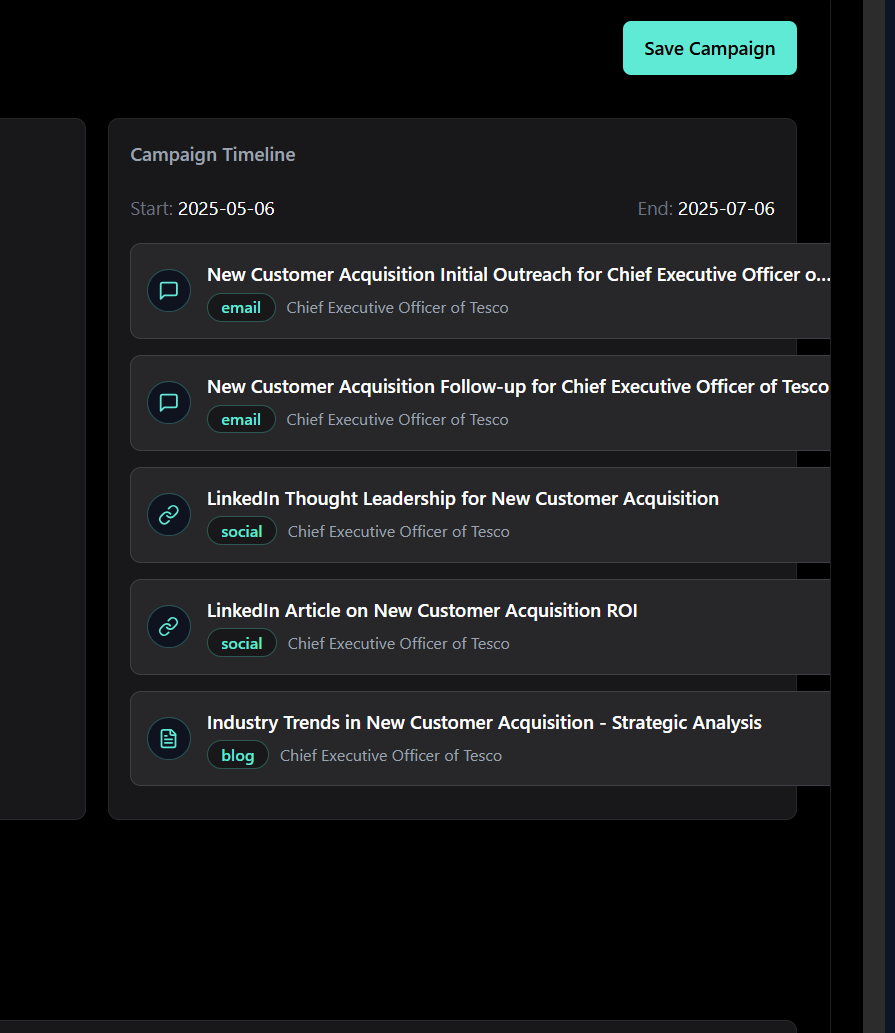 Save Campaign
Campaign Timeline
Start: 2025-05-06 End: 2025-07-06
New Customer Acquisition Initial Outreach for Chief Executive Officer o...
email Chief Executive Officer of Tesco
New Customer Acquisition Follow-up for Chief Executive Officer of Tesco
email Chief Executive Officer of Tesco
LinkedIn Thought Leadership for New Customer Acquisition
social Chief Executive Officer of Tesco
LinkedIn Article on New Customer Acquisition ROI
social Chief Executive Officer of Tesco
Industry Trends in New Customer Acquisition - Strategic Analysis
blog Chief Executive Officer of Tesco